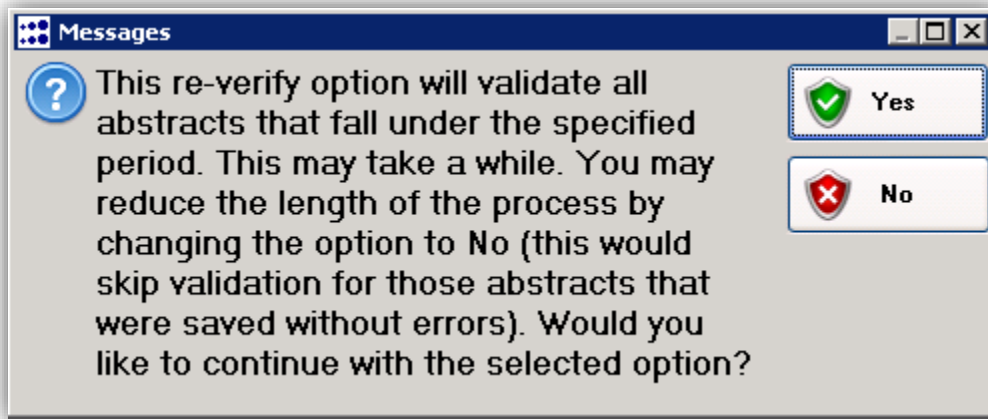 Messages
This re-verify option will validate all
abstracts that fall under the specified
period. This may take a while. You may
reduce the length of the process by
changing the option to No (this would
skip validation for those abstracts that
were saved without errors). Would you
like to continue with the selected option?
Yes
No